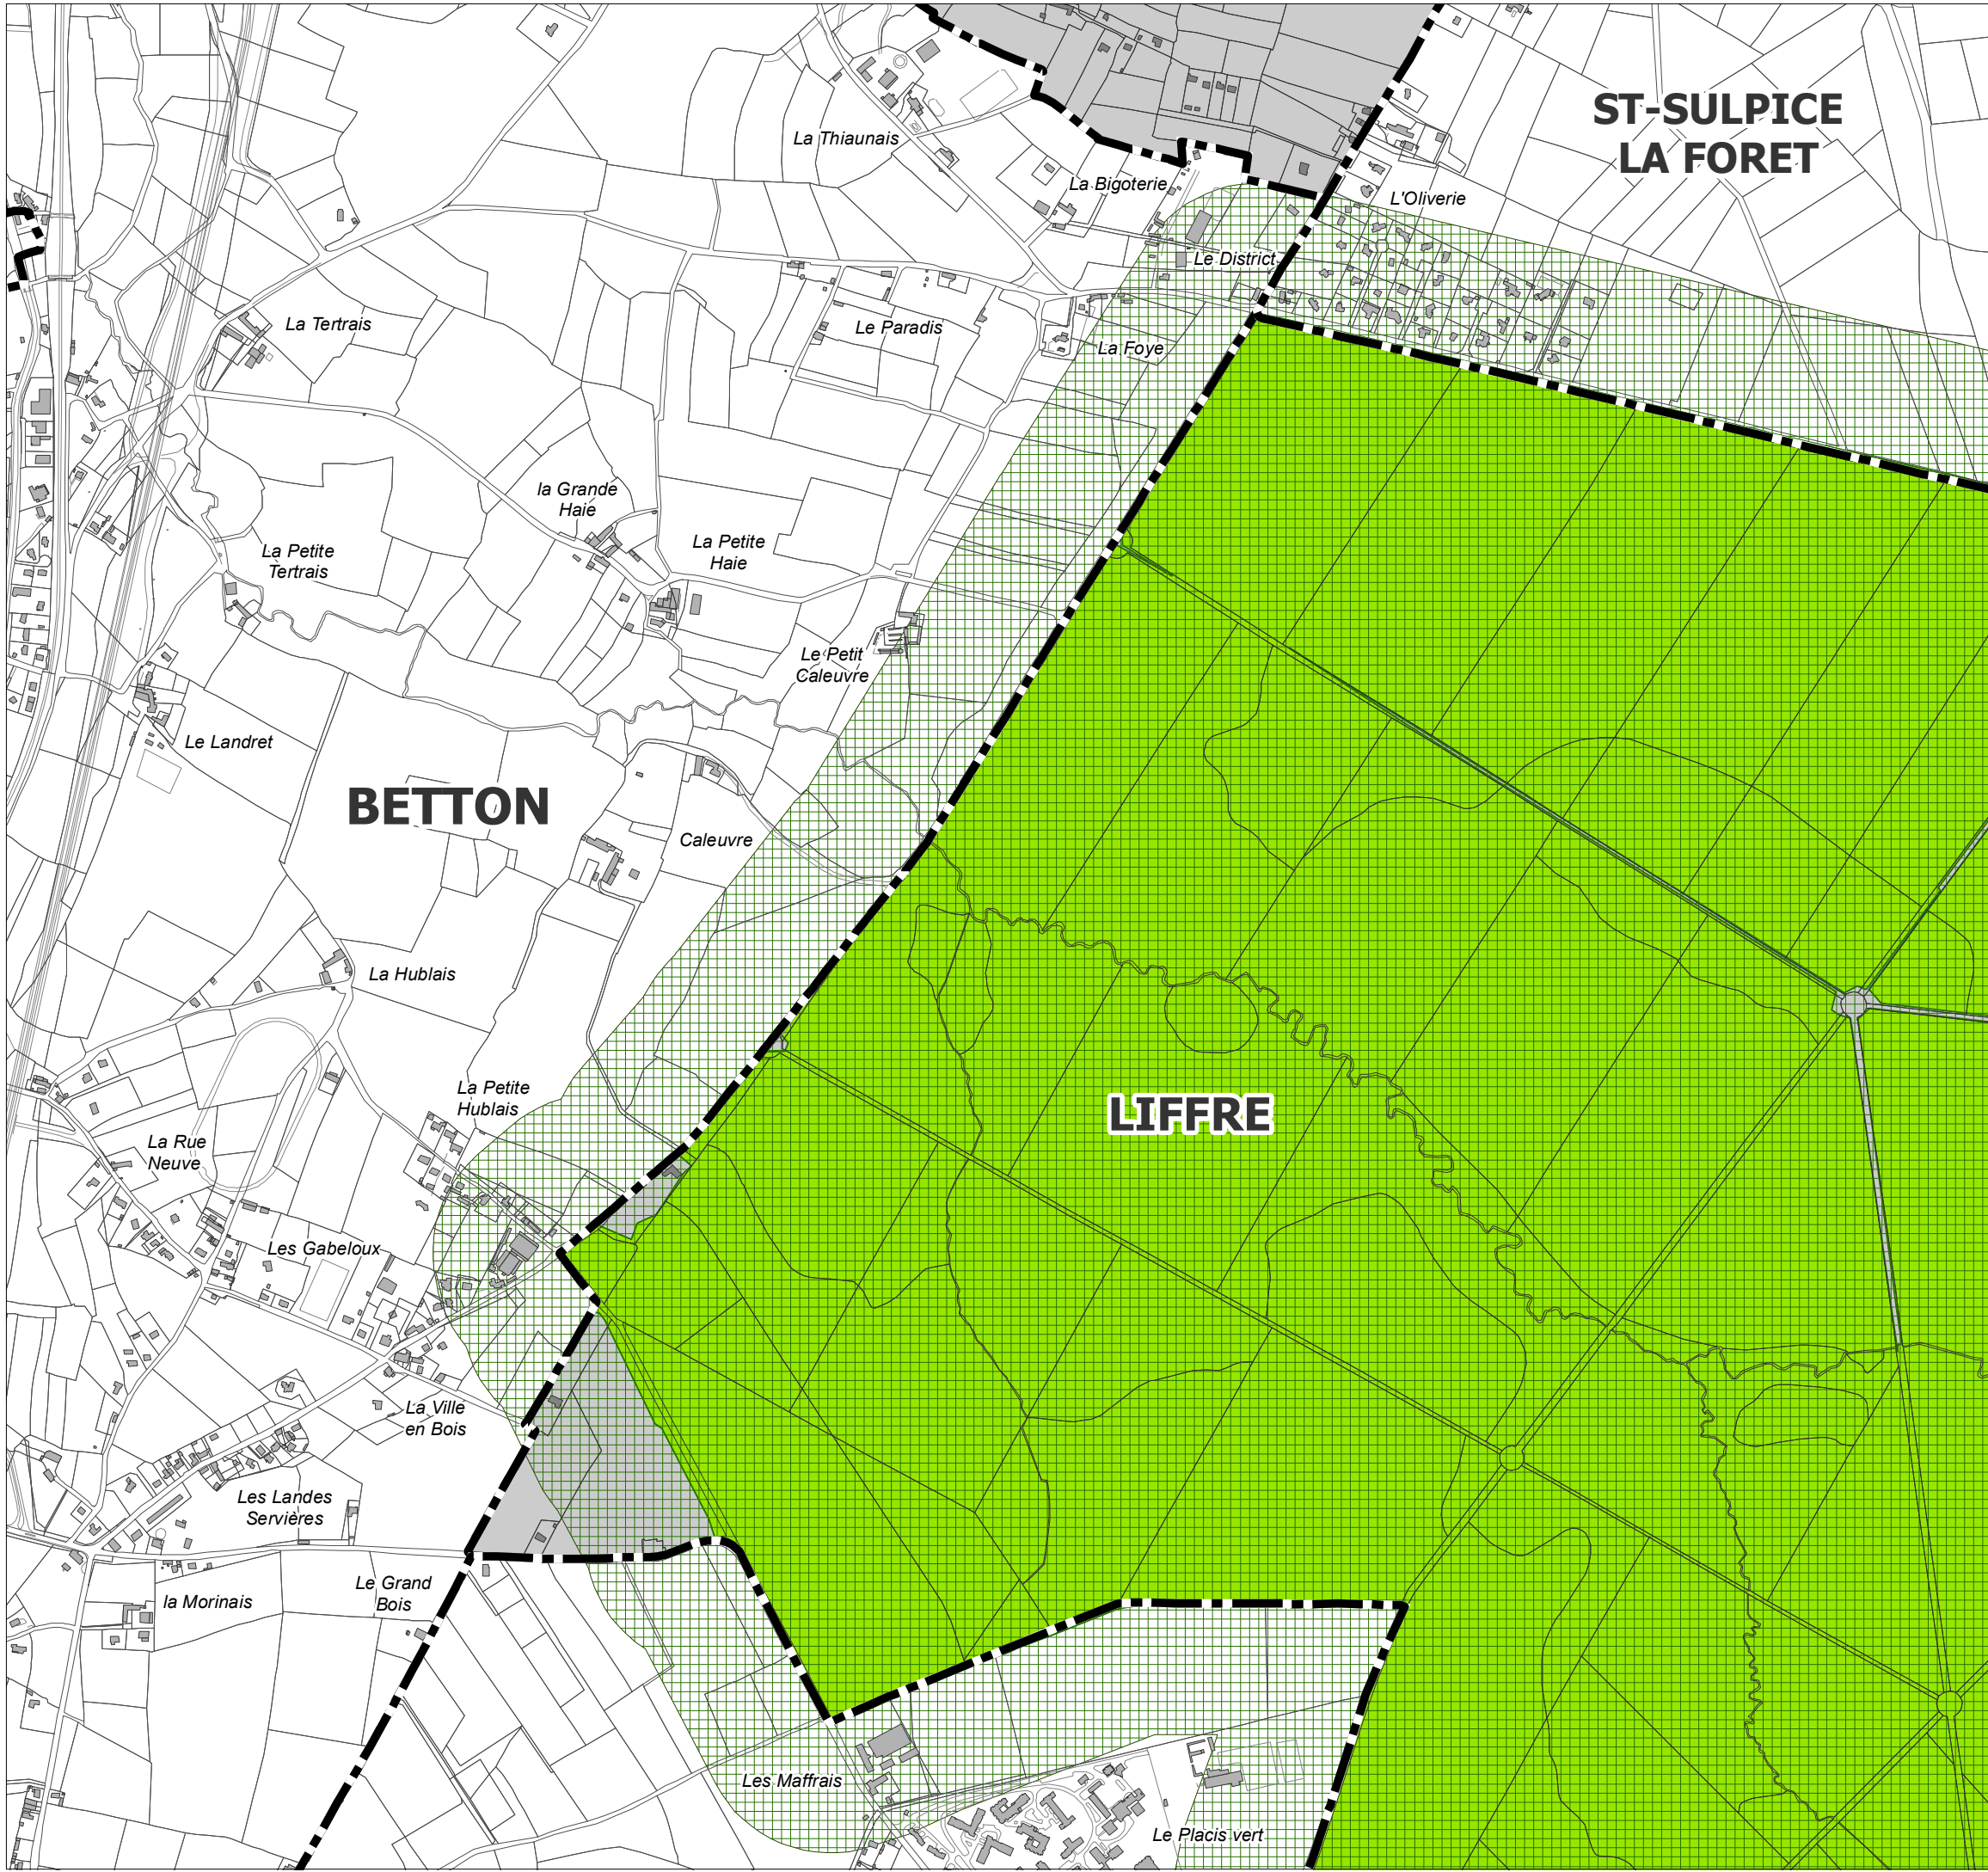 ST-SULPICE
LA FORET
La Thiaunais
La Bigoterie
L'Oliverie
Le District
La Tertrais
Le Paradis
La Foye
la Grande
Haie
La Petite
Tertrais
La Petite
Haie
Le Petit
Caleuvre
Le Landret
BETTON
Caleuvre
La Hublais
La Petite
Hublais
LIFFRE
La Rue
Neuve
Les Gabeloux
La Ville
en Bois
Les Landes
Servières
Le Grand
Bois
la Morinais
Les Maffrais
Le Placis vert